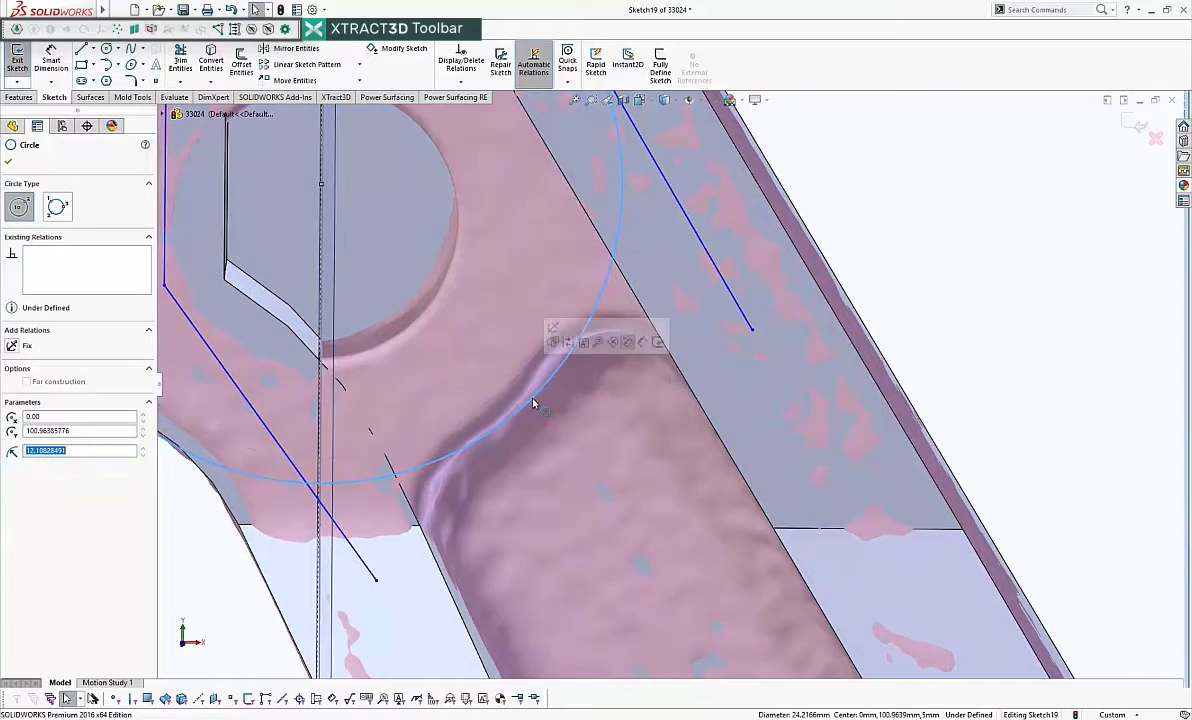 SOLIDWORKS
Sketch19 of 33024 *
Search Commands
XTRACT3D Toolbar
Exit Sketch
Smart Dimension
Trim Entities
Convert Entities
Offset Entities
Mirror Entities
Linear Sketch Pattern
Move Entities
Modify Sketch
Display/Delete Relations
Repair Sketch
Automatic Relations
Quick Snaps
Rapid Sketch
Instant2D
Fully Define Sketch
No External References
Features
Sketch
Surfaces
Mold Tools
Evaluate
DimXpert
SOLIDWORKS Add-Ins
XTract3D
Power Surfacing
Power Surfacing RE
33024 (Default<<Default...
Circle
Circle Type
Existing Relations
Under Defined
Add Relations
Fix
Options
For construction
Parameters
0.00
100.96385776
12.10828491
Y
X
Model
Motion Study 1
SOLIDWORKS Premium 2016 x64 Edition
Diameter: 24.2166mm
Center: 0mm,100.9639mm,5mm
Under Defined
Editing Sketch19
Custom